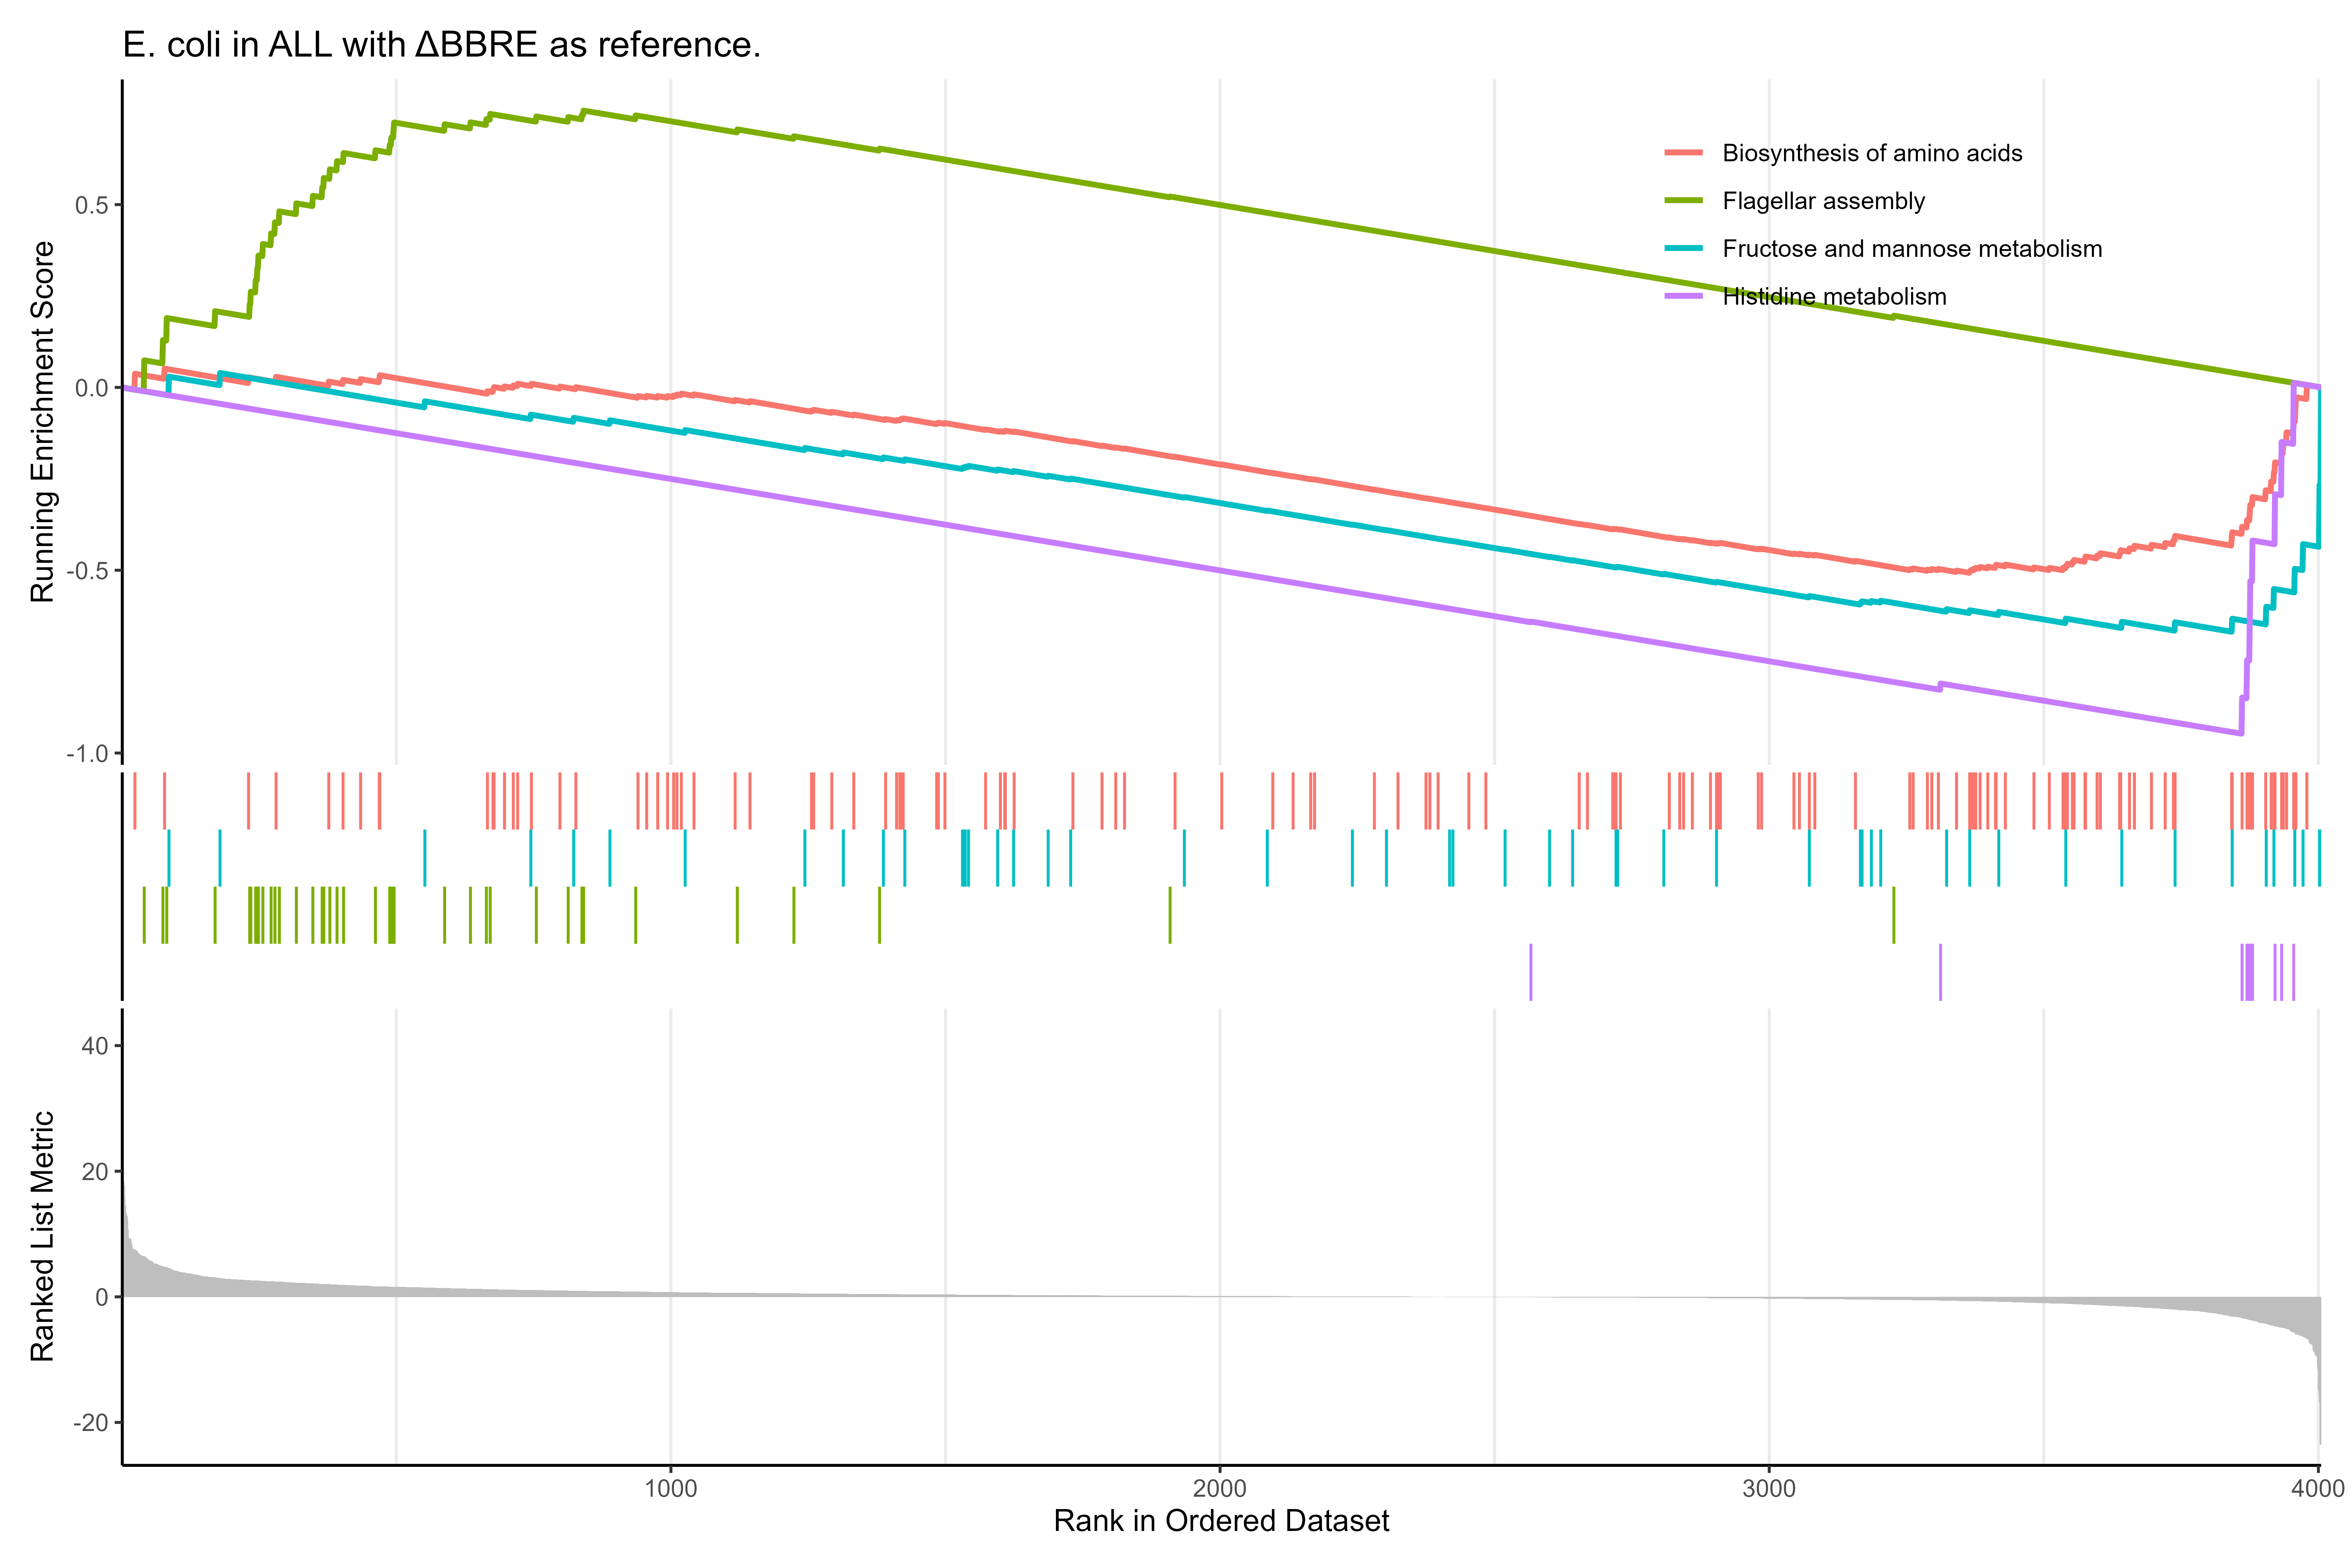 E. coli in ALL with ΔBBRE as reference.
Running Enrichment Score
0.5
0.0
-0.5
-1.0
Biosynthesis of amino acids
Flagellar assembly
Fructose and mannose metabolism
Histidine metabolism
Ranked List Metric
40
20
0
-20
1000 2000 3000 4000
Rank in Ordered Dataset